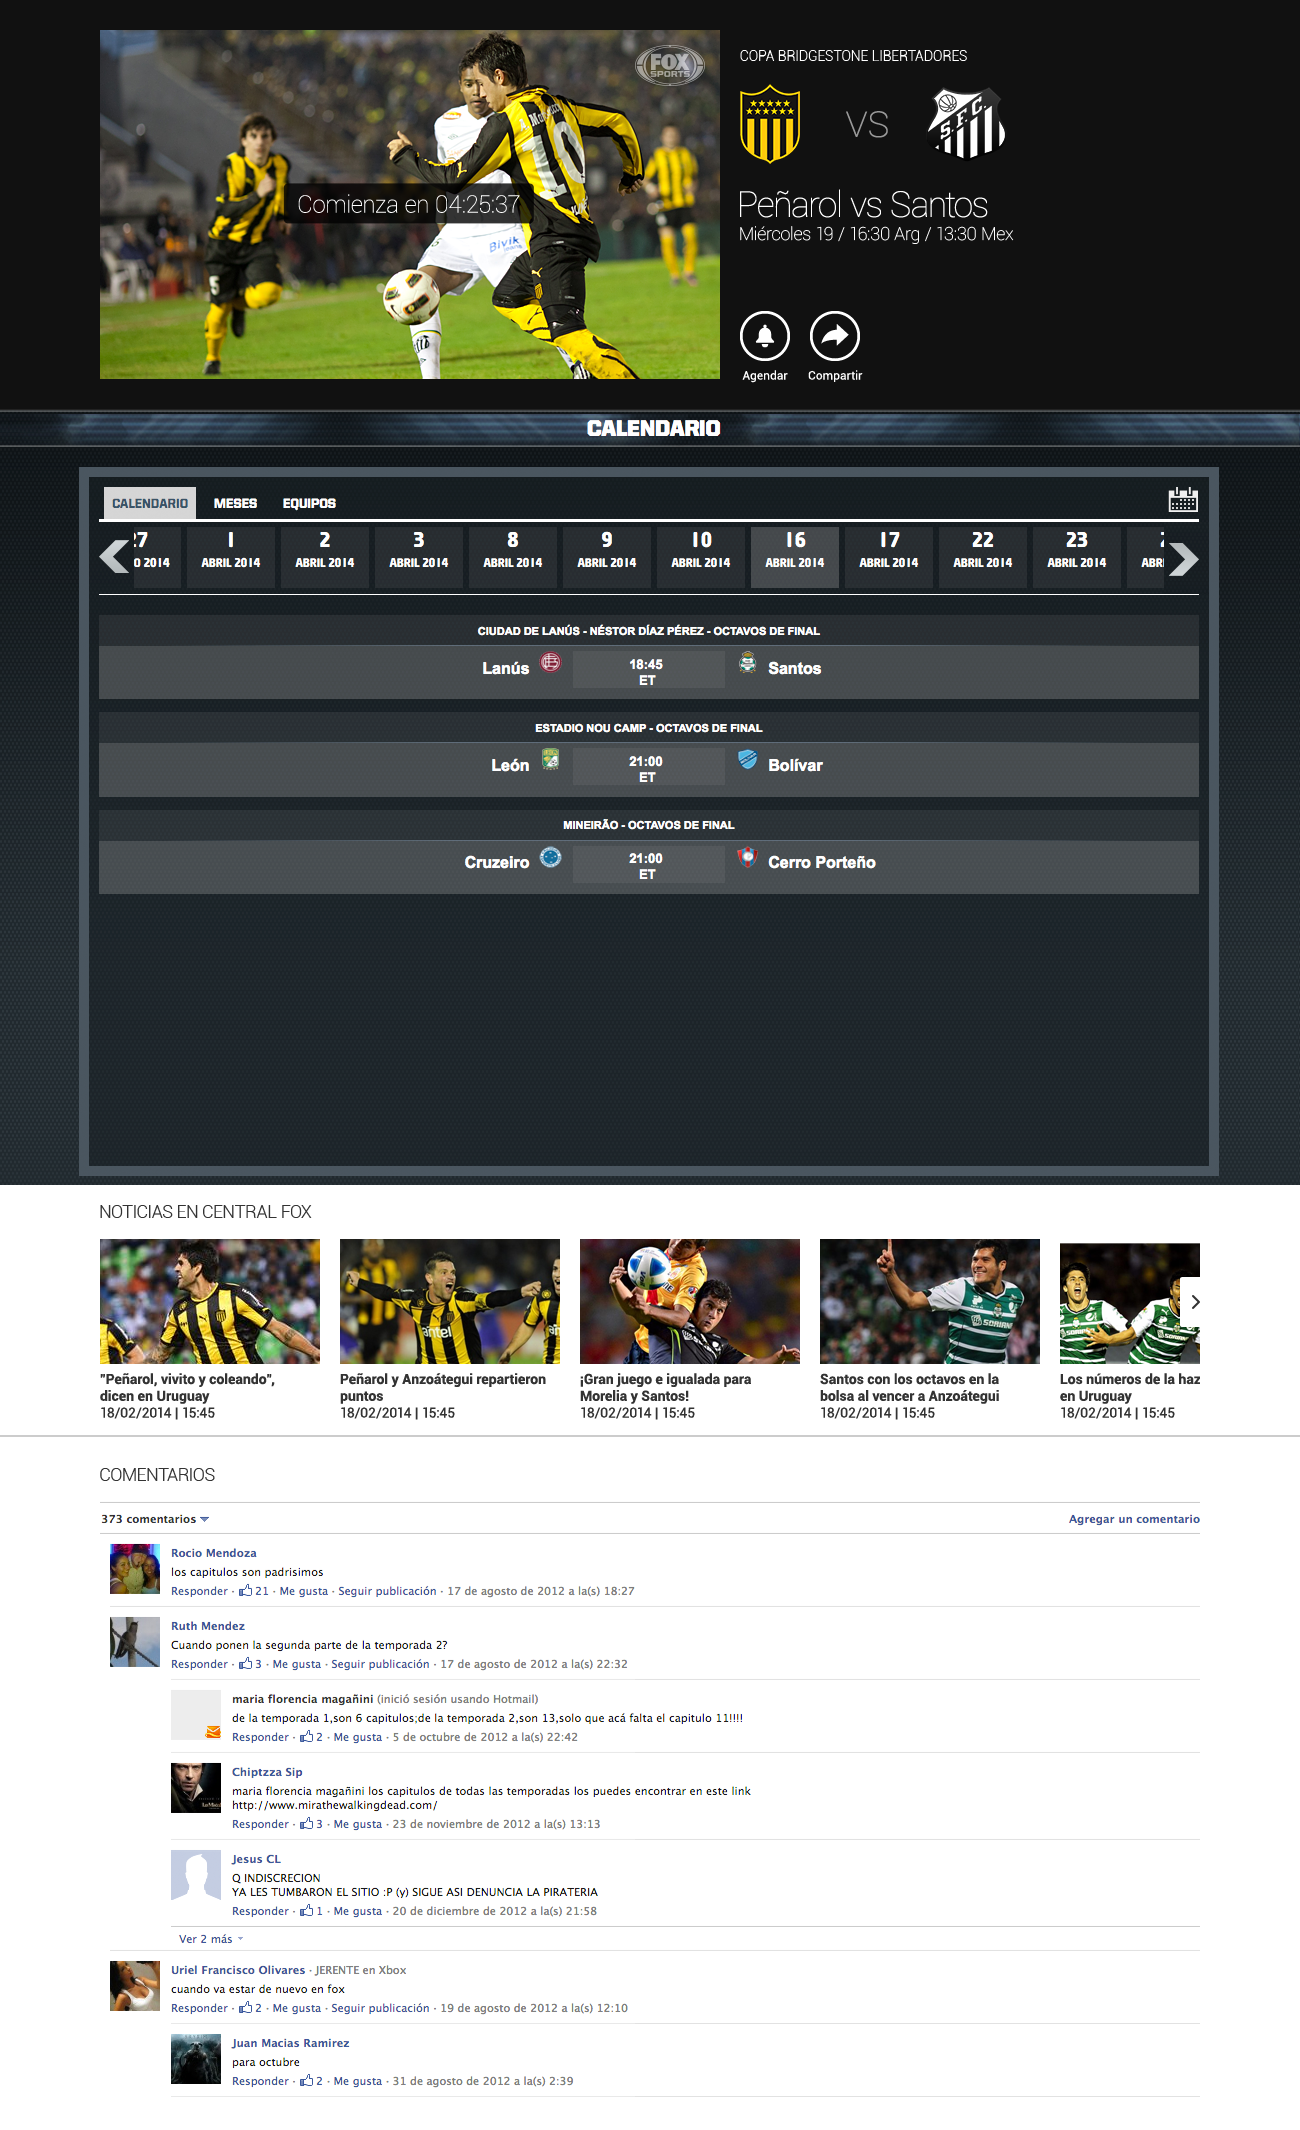 FOX
SPORTS
Comienza en 04:25:37
COPA BRIDGESTONE LIBERTADORES
S.F.C.
VS
Peñarol vs Santos
Miércoles 19 / 16:30 Arg / 13:30 Mex
Agendar Compartir
CALENDARIO
CALENDARIO MESES EQUIPOS
27 1 2 3 8 9 10 16 17 22 23
O 2014 ABRIL 2014 ABRIL 2014 ABRIL 2014 ABRIL 2014 ABRIL 2014 ABRIL 2014 ABRIL 2014 ABRIL 2014 ABRIL 2014 ABRIL 2014 ABRI
CIUDAD DE LANÚS - NÉSTOR DÍAZ PÉREZ - OCTAVOS DE FINAL
Lanús 18:45 ET Santos
ESTADIO NOU CAMP - OCTAVOS DE FINAL
León 21:00 ET Bolívar
MINEIRÃO - OCTAVOS DE FINAL
Cruzeiro 21:00 ET Cerro Porteño
NOTICIAS EN CENTRAL FOX
"Peñarol, vivito y coleando",
dicen en Uruguay
18/02/2014 | 15:45
Peñarol y Anzoátegui repartieron
puntos
18/02/2014 | 15:45
¡Gran juego e igualada para
Morelia y Santos!
18/02/2014 | 15:45
Santos con los octavos en la
bolsa al vencer a Anzoátegui
18/02/2014 | 15:45
Los números de la haz
en Uruguay
18/02/2014 | 15:45
COMENTARIOS
373 comentarios Agregar un comentario
Rocio Mendoza
los capitulos son padrisimos
Responder · 21 · Me gusta · Seguir publicación · 17 de agosto de 2012 a la(s) 18:27
Ruth Mendez
Cuando ponen la segunda parte de la temporada 2?
Responder · 3 · Me gusta · Seguir publicación · 17 de agosto de 2012 a la(s) 22:32
maria florencia magañini (inició sesión usando Hotmail)
de la temporada 1,son 6 capitulos;de la temporada 2,son 13,solo que acá falta el capitulo 11!!!!
Responder · 2 · Me gusta · 5 de octubre de 2012 a la(s) 22:42
Chiptzza Sip
maria florencia magañini los capitulos de todas las temporadas los puedes encontrar en este link
http://www.mirathewalkingdead.com/
Responder · 3 · Me gusta · 23 de noviembre de 2012 a la(s) 13:13
Jesus CL
Q INDISCRECION
YA LES TUMBARON EL SITIO :P (y) SIGUE ASI DENUNCIA LA PIRATERIA
Responder · 1 · Me gusta · 20 de diciembre de 2012 a la(s) 21:58
Ver 2 más
Uriel Francisco Olivares · JERENTE en Xbox
cuando va estar de nuevo en fox
Responder · 2 · Me gusta · Seguir publicación · 19 de agosto de 2012 a la(s) 12:10
Juan Macias Ramirez
para octubre
Responder · 2 · Me gusta · 31 de agosto de 2012 a la(s) 2:39